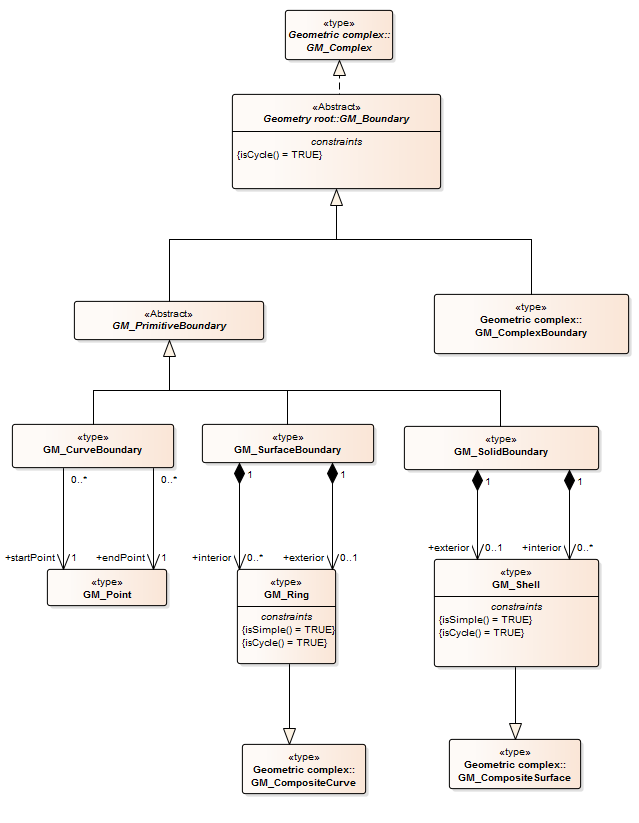 «type»
Geometric complex::
GM_Complex
«Abstract»
Geometry root::GM_Boundary
constraints
{isCycle() = TRUE}
«Abstract»
GM_PrimitiveBoundary
«type»
Geometric complex::
GM_ComplexBoundary
«type»
GM_CurveBoundary
«type»
GM_SurfaceBoundary
«type»
GM_SolidBoundary
0..*
0..*
1
1
1
1
+startPoint
1
+endPoint
1
+interior
0..*
+exterior
0..1
+exterior
0..1
+interior
0..*
«type»
GM_Point
«type»
GM_Ring
constraints
{isSimple() = TRUE}
{isCycle() = TRUE}
«type»
GM_Shell
constraints
{isSimple() = TRUE}
{isCycle() = TRUE}
«type»
Geometric complex::
GM_CompositeCurve
«type»
Geometric complex::
GM_CompositeSurface